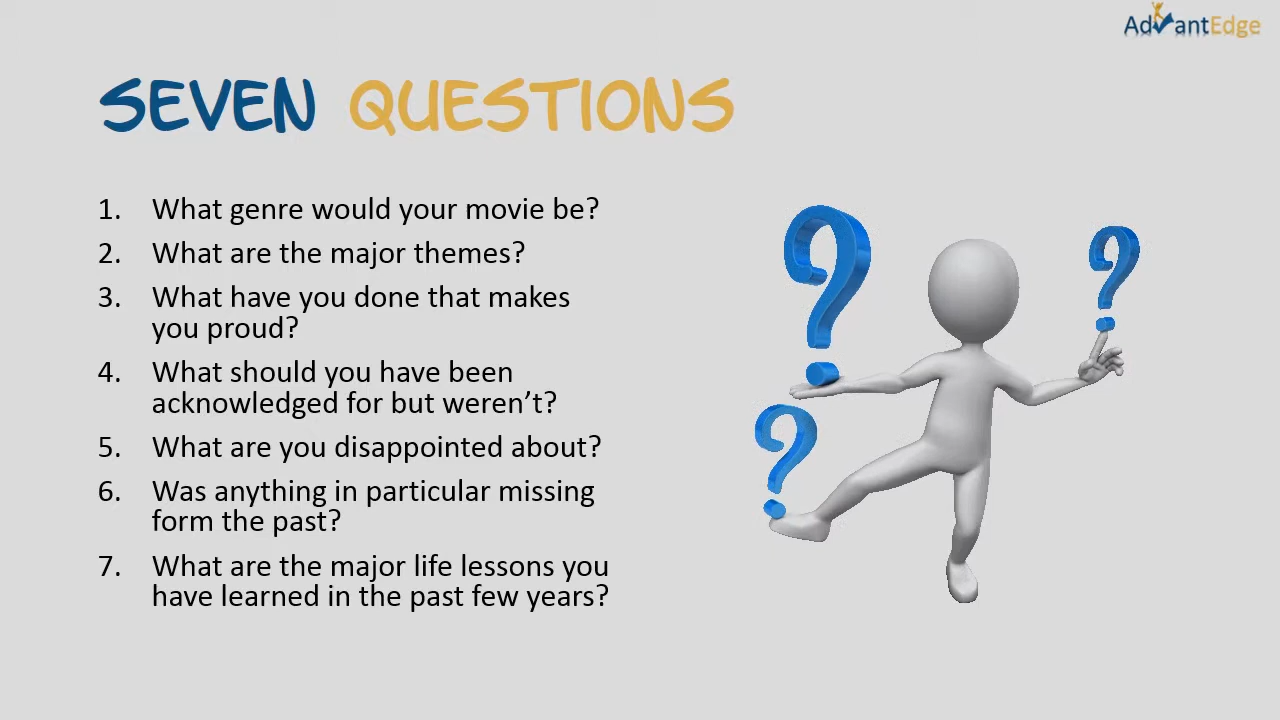 AdvantEdge
SEVEN QUESTIONS
1. What genre would your movie be?
2. What are the major themes?
3. What have you done that makes
you proud?
4. What should you have been
acknowledged for but weren’t?
5. What are you disappointed about?
6. Was anything in particular missing
form the past?
7. What are the major life lessons you
have learned in the past few years?